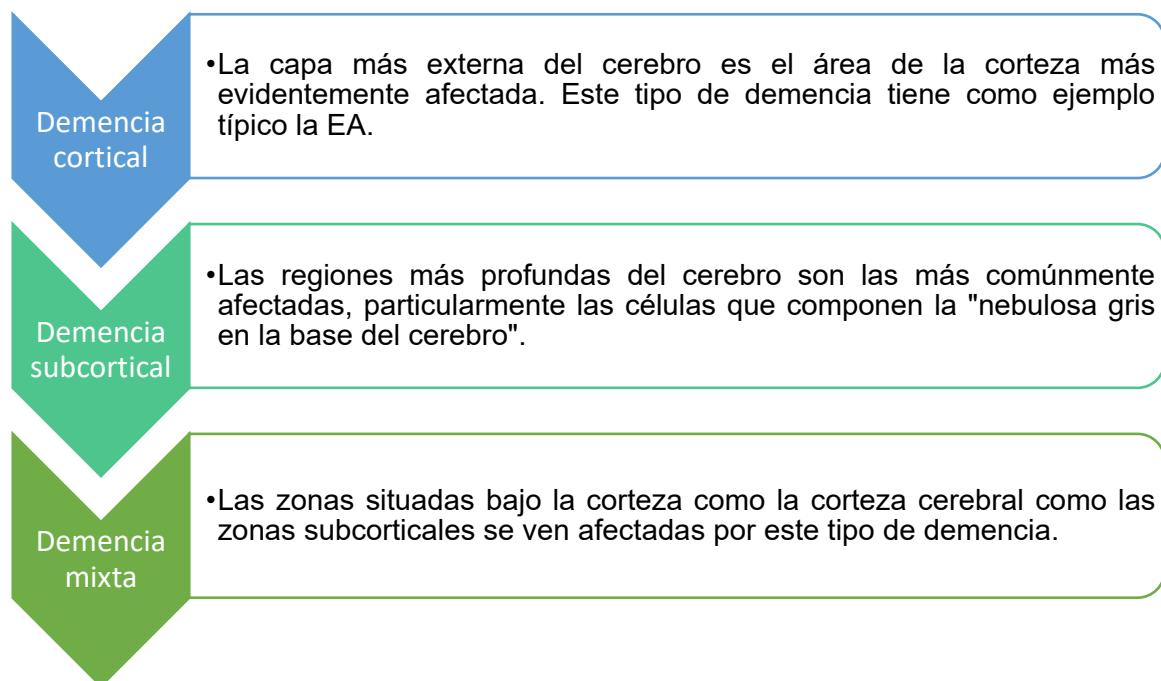 Demencia
cortical
•La capa más externa del cerebro es el área de la corteza más
evidentemente afectada. Este tipo de demencia tiene como ejemplo
típico la EA.
Demencia
subcortical
•Las regiones más profundas del cerebro son las más comúnmente
afectadas, particularmente las células que componen la "nebulosa gris
en la base del cerebro".
Demencia
mixta
•Las zonas situadas bajo la corteza como la corteza cerebral como las
zonas subcorticales se ven afectadas por este tipo de demencia.